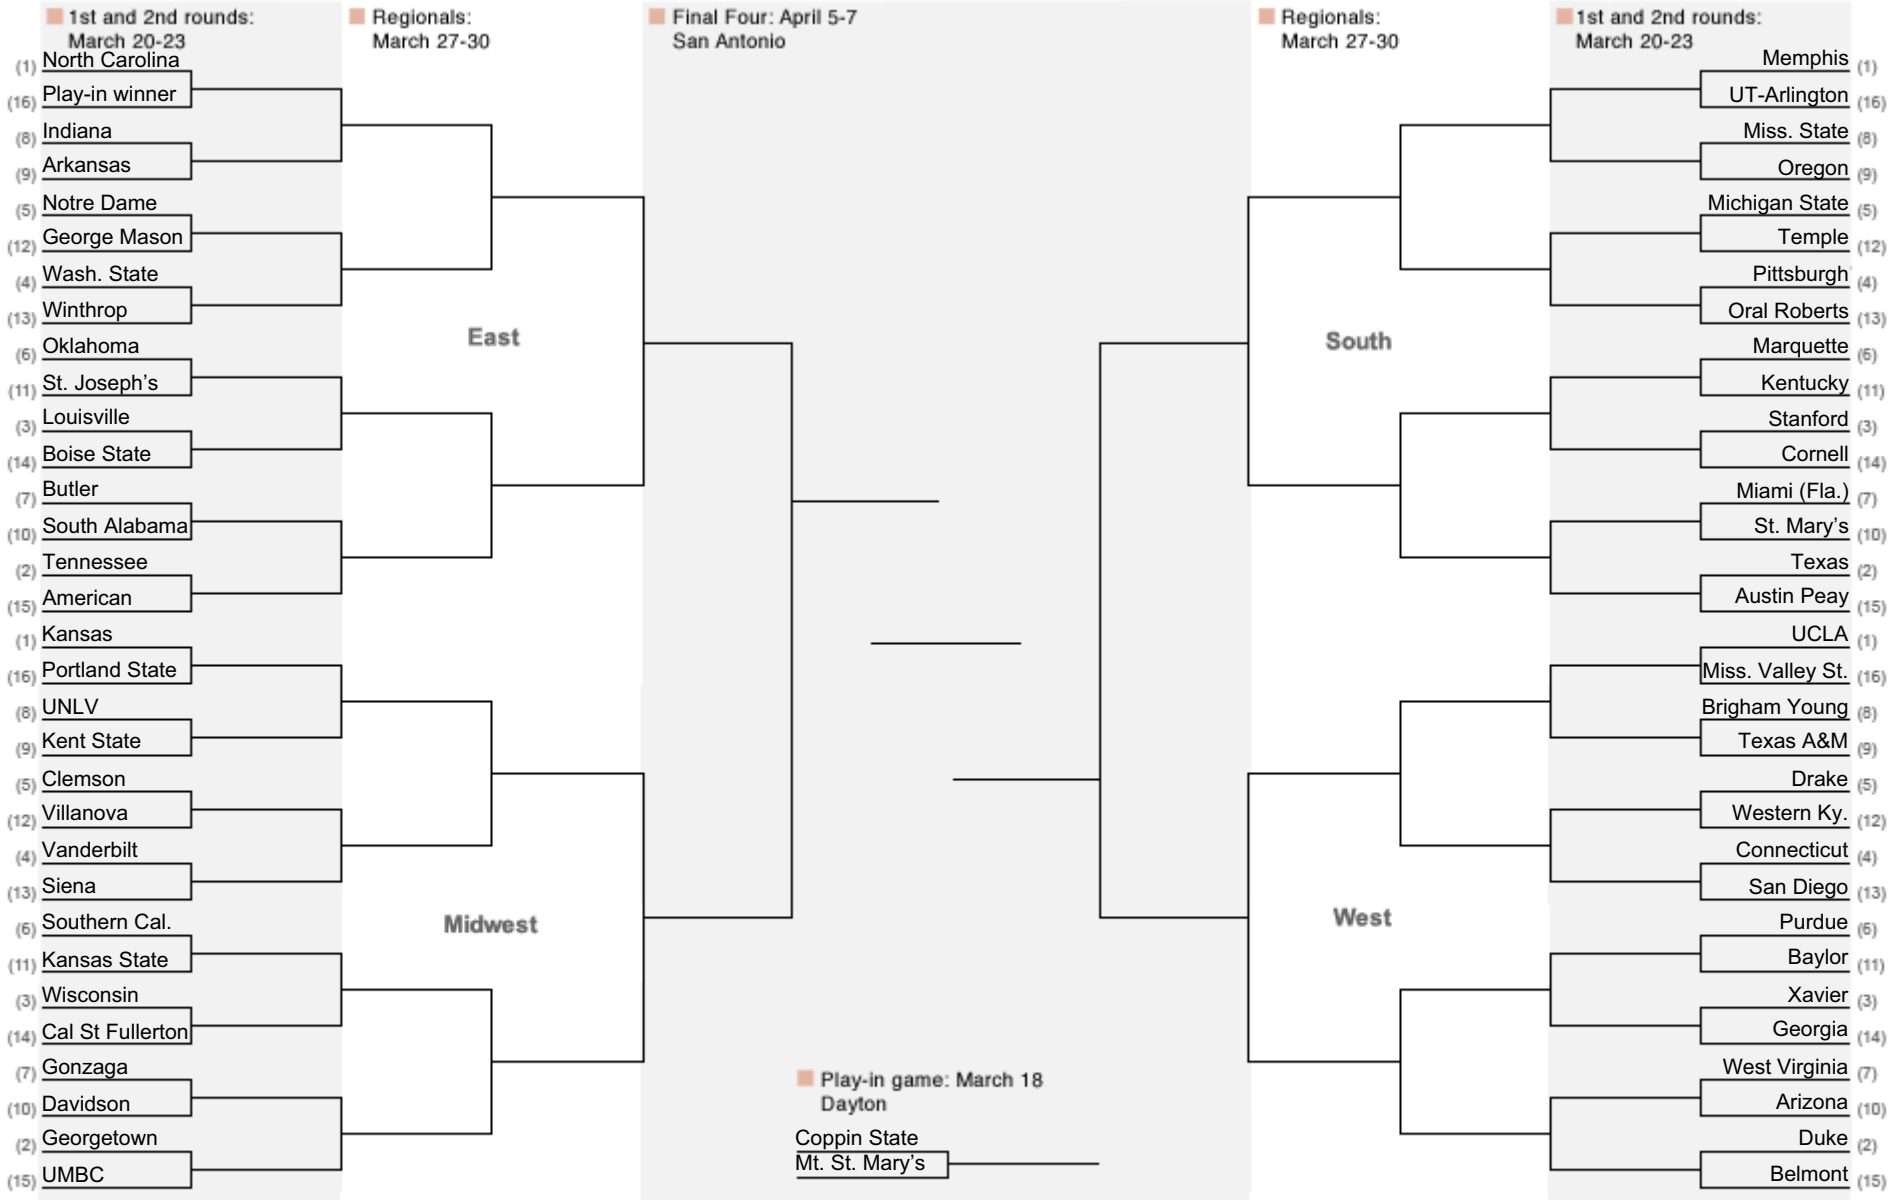 1st and 2nd rounds:
March 20-23
Regionals:
March 27-30
Final Four: April 5-7
San Antonio
Regionals:
March 27-30
1st and 2nd rounds:
March 20-23
(1) North Carolina
(16) Play-in winner
(8) Indiana
(9) Arkansas
(5) Notre Dame
(12) George Mason
(4) Wash. State
(13) Winthrop
East
(6) Oklahoma
(11) St. Joseph's
(3) Louisville
(14) Boise State
(7) Butler
(10) South Alabama
(2) Tennessee
(15) American
(1) Kansas
(16) Portland State
(8) UNLV
(9) Kent State
(5) Clemson
(12) Villanova
(4) Vanderbilt
(13) Siena
Midwest
(6) Southern Cal.
(11) Kansas State
(3) Wisconsin
(14) Cal St Fullerton
(7) Gonzaga
(10) Davidson
(2) Georgetown
(15) UMBC
Play-in game: March 18
Dayton
Coppin State
Mt. St. Mary's
Memphis (1)
UT-Arlington (16)
Miss. State (8)
Oregon (9)
Michigan State (5)
Temple (12)
Pittsburgh (4)
Oral Roberts (13)
South
Marquette (6)
Kentucky (11)
Stanford (3)
Cornell (14)
Miami (Fla.) (7)
St. Mary's (10)
Texas (2)
Austin Peay (15)
UCLA (1)
Miss. Valley St. (16)
Brigham Young (8)
Texas A&M (9)
Drake (5)
Western Ky. (12)
Connecticut (4)
San Diego (13)
West
Purdue (6)
Baylor (11)
Xavier (3)
Georgia (14)
West Virginia (7)
Arizona (10)
Duke (2)
Belmont (15)